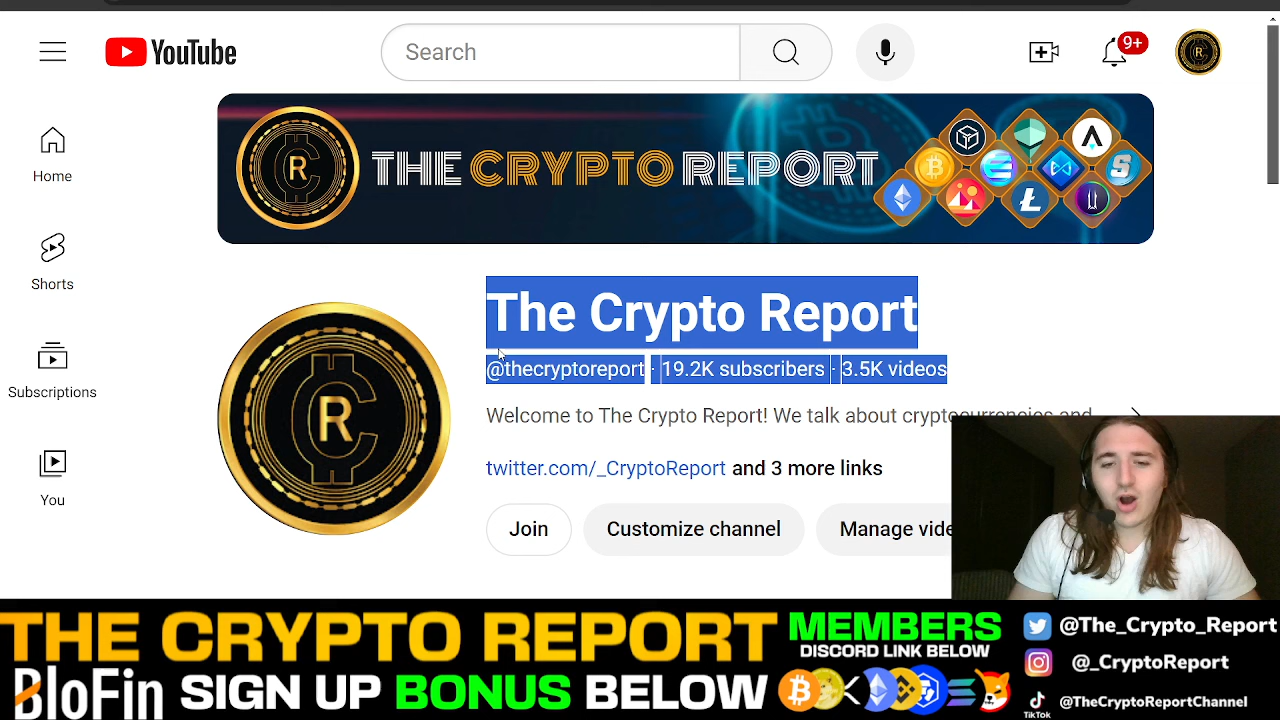 YouTube
Search
9+
R
THE CRYPTO REPORT
Home
Shorts
Subscriptions
You
R
The Crypto Report
@thecryptoreport · 19.2K subscribers · 3.5K videos
Welcome to The Crypto Report! We talk about cryptocurrencies and
twitter.com/_CryptoReport and 3 more links
Join
Customize channel
Manage vide
THE CRYPTO REPORT
MEMBERS
DISCORD LINK BELOW
BloFin SIGN UP BONUS BELOW
@The_Crypto_Report
@_CryptoReport
TikTok
@TheCryptoReportChannel